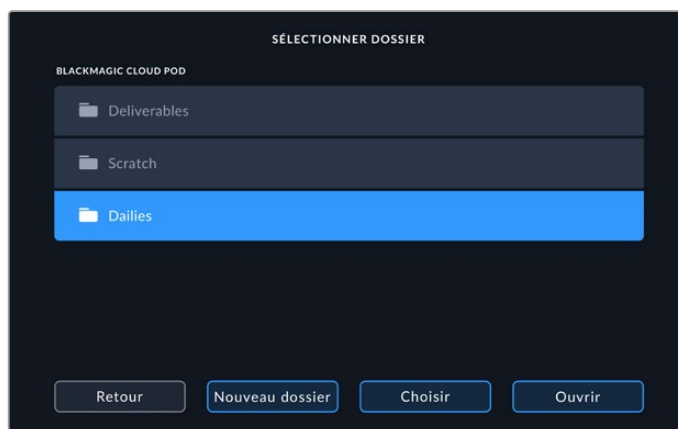 SÉLECTIONNER DOSSIER
BLACKMAGIC CLOUD POD
Deliverables
Scratch
Dailies
Retour Nouveau dossier Choisir Ouvrir